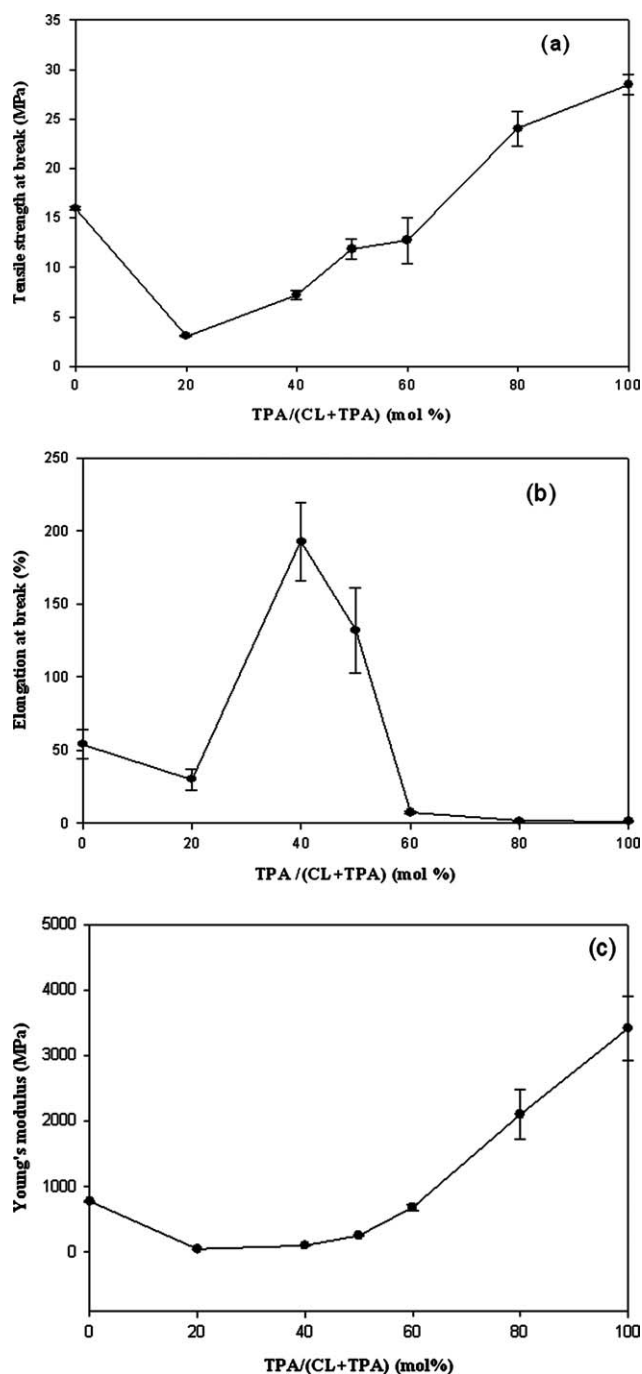 (a)
Tensile strength at break (MPa)
35
30
25
20
15
10
5
0
0 20 40 60 80 100
TPA/(CL+TPA) (mol %)
(b)
Elongation at break (%)
250
200
150
100
50
0
0 20 40 60 80 100
TPA /(CL+TPA) (mol %)
(c)
Young's modulus (MPa)
5000
4000
3000
2000
1000
0
0 20 40 60 80 100
TPA/(CL+TPA) (mol%)